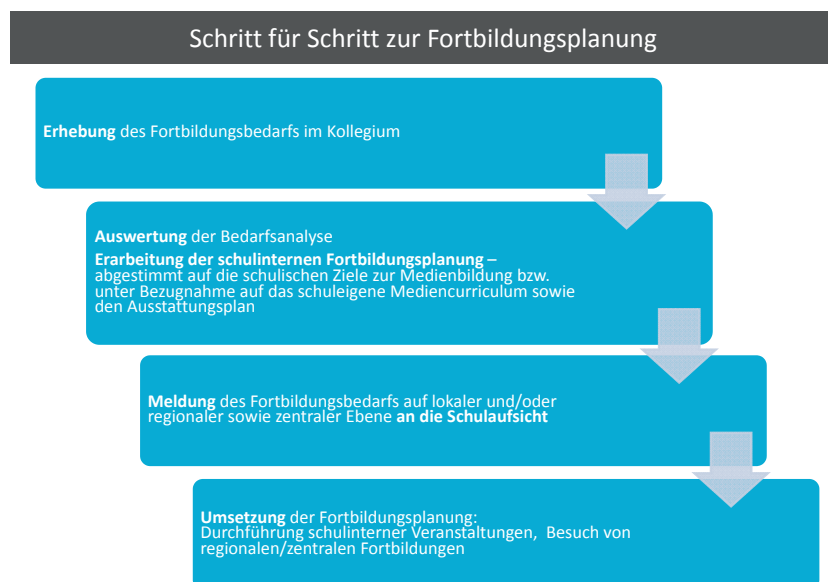 Schritt für Schritt zur Fortbildungsplanung
Erhebung des Fortbildungsbedarfs im Kollegium
Auswertung der Bedarfsanalyse
Erarbeitung der schulinternen Fortbildungsplanung –
abgestimmt auf die schulischen Ziele zur Medienbildung bzw.
unter Bezugnahme auf das schuleigene Mediencurriculum sowie
den Ausstattungsplan
Meldung des Fortbildungsbedarfs auf lokaler und/oder
regionaler sowie zentraler Ebene an die Schulaufsicht
Umsetzung der Fortbildungsplanung:
Durchführung schulinterner Veranstaltungen, Besuch von
regionalen/zentralen Fortbildungen